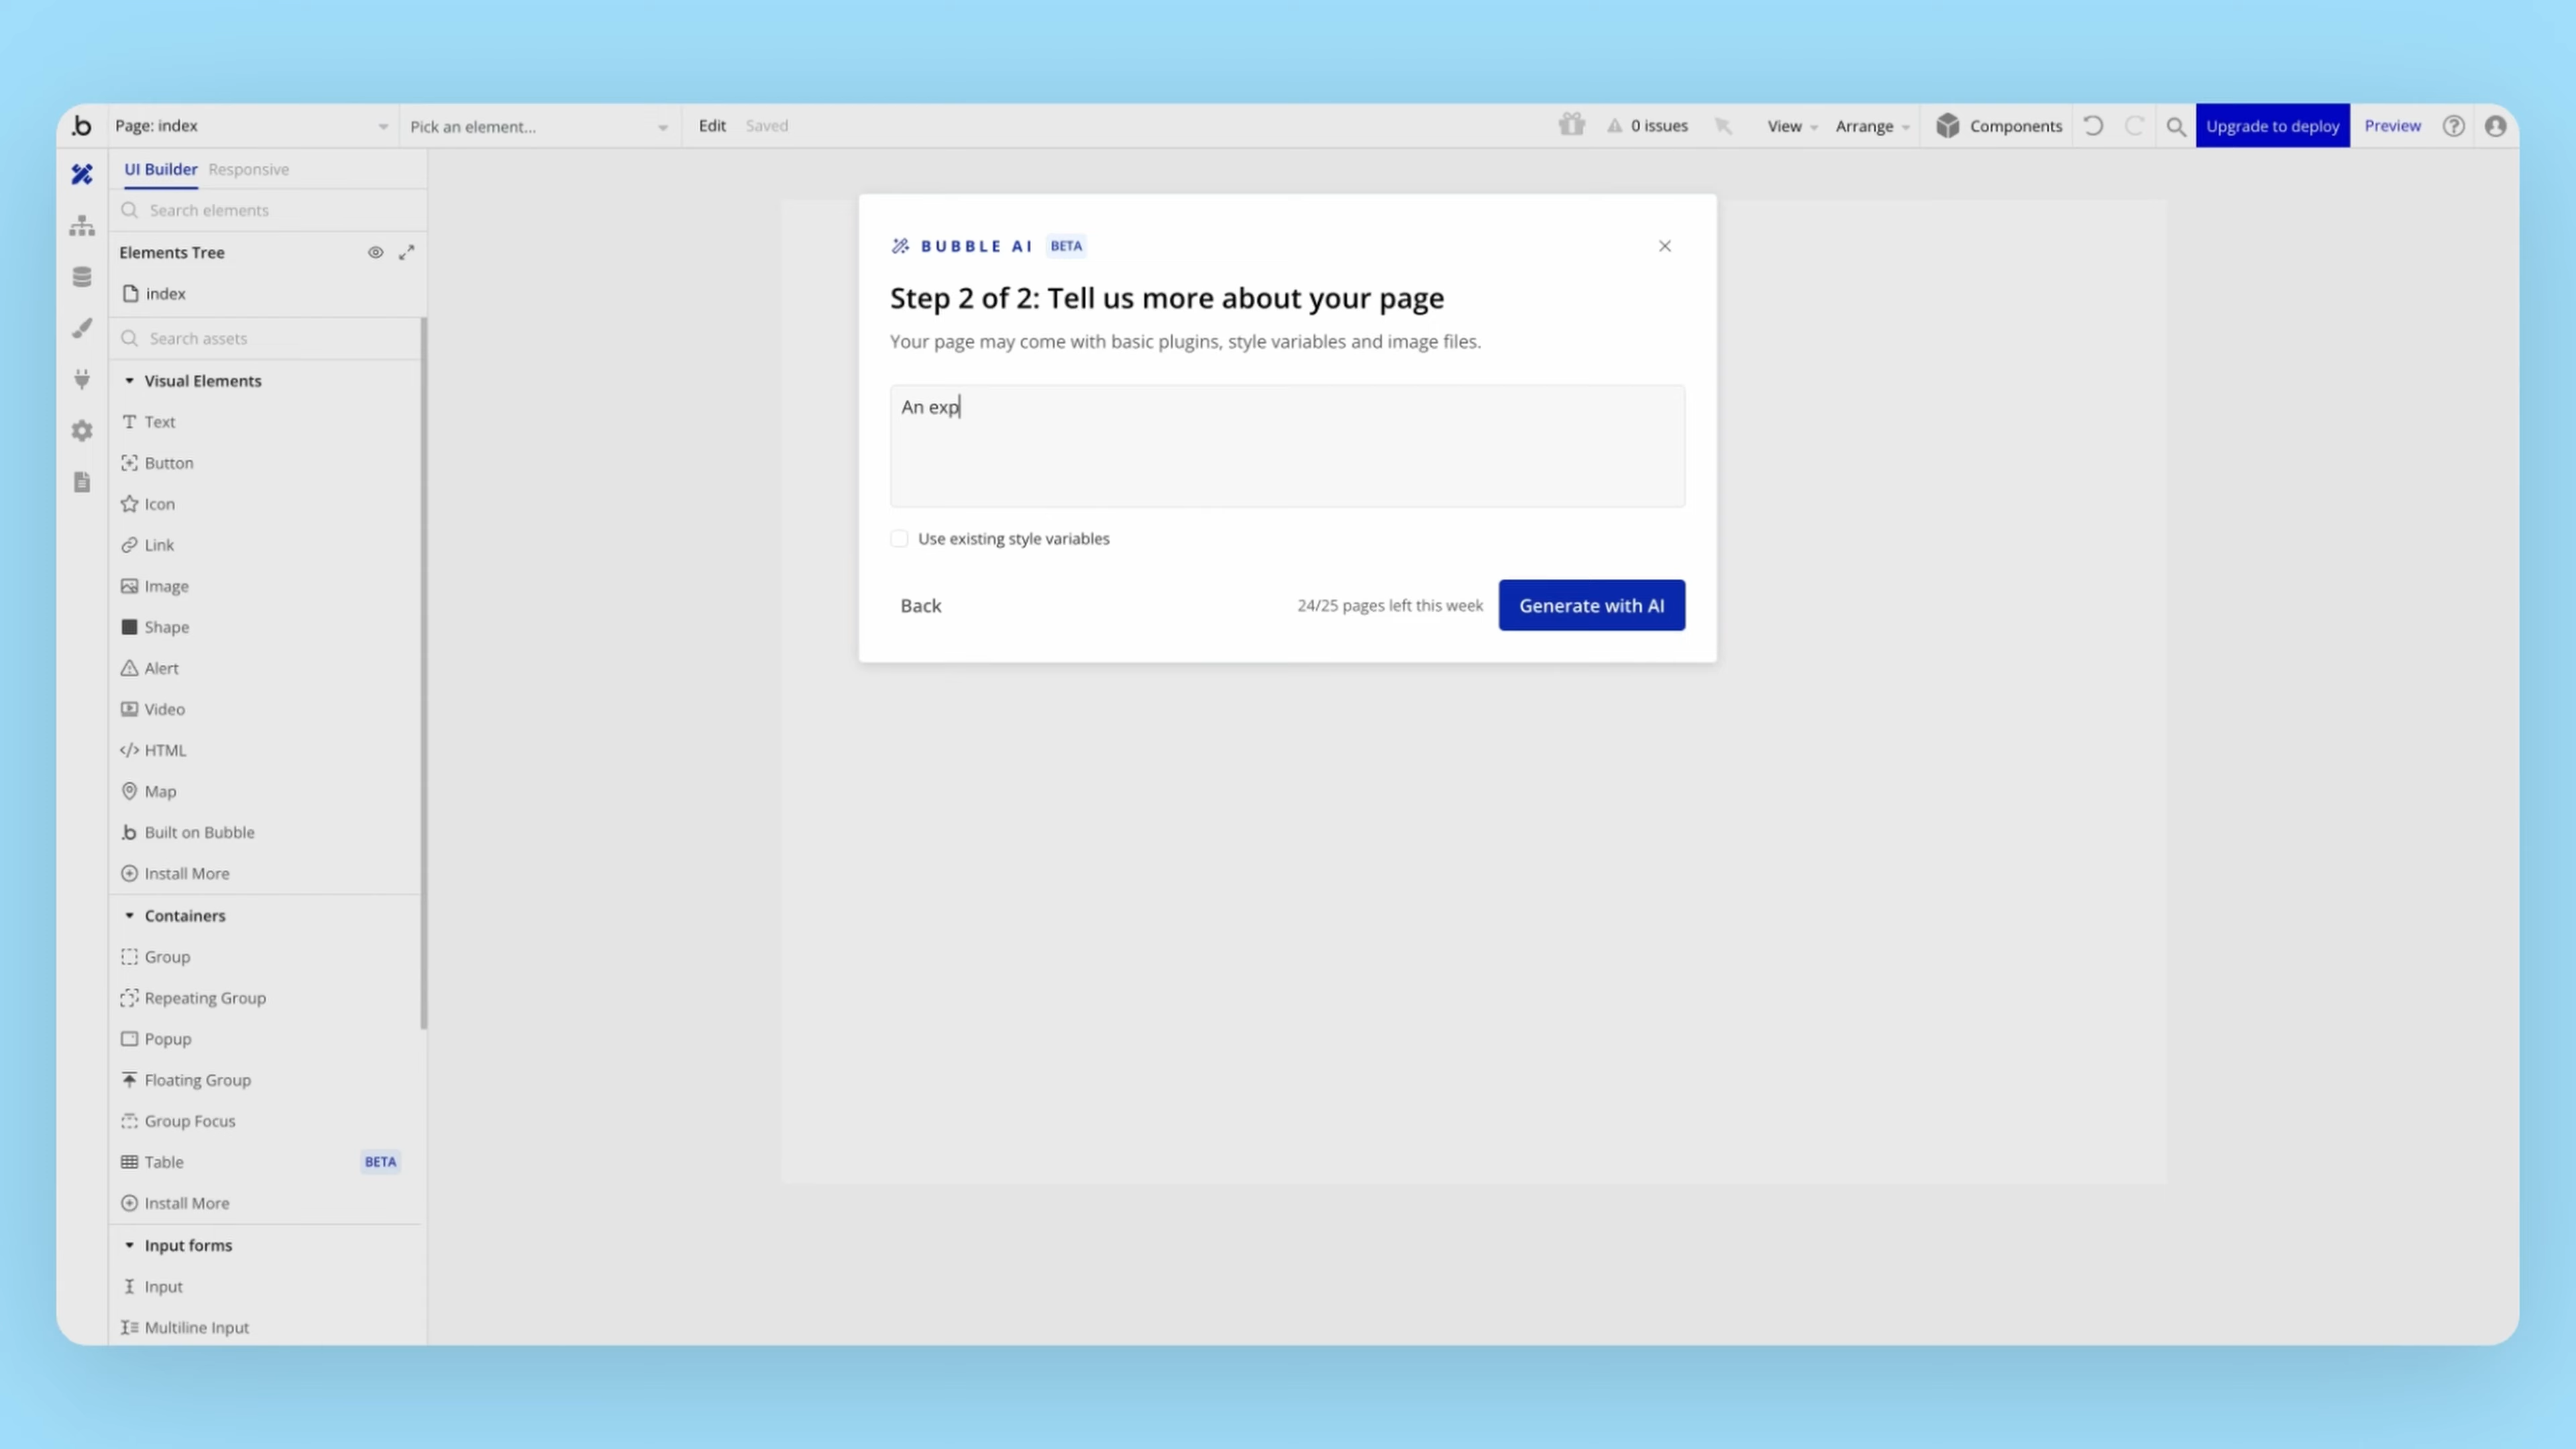 .b Page: index Pick an element... Edit Saved 0 issues View Arrange Components Upgrade to deploy Preview
UI Builder Responsive
Search elements
Elements Tree
index
Search assets
Visual Elements
Text
Button
Icon
Link
Image
Shape
Alert
Video
HTML
Map
Built on Bubble
Install More
Containers
Group
Repeating Group
Popup
Floating Group
Group Focus
Table BETA
Install More
Input forms
Input
Multiline Input
BUBBLE AI BETA
Step 2 of 2: Tell us more about your page
Your page may come with basic plugins, style variables and image files.
An exp
Use existing style variables
Back 24/25 pages left this week Generate with AI